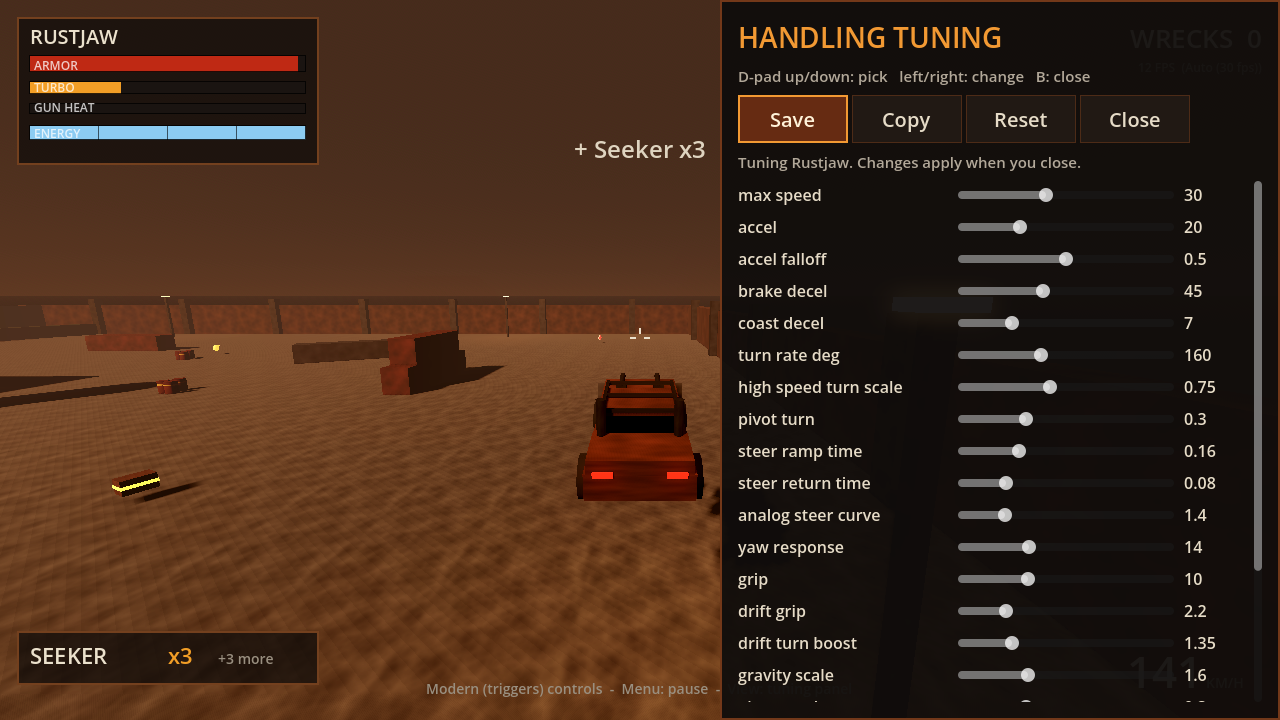 RUSTJAW
ARMOR
TURBO
GUN HEAT
ENERGY
+ Seeker x3
SEEKER x3 +3 more
Modern (triggers) controls - Menu: pause -
HANDLING TUNING
WRECKS 0
D-pad up/down: pick left/right: change B: close
Save Copy Reset Close
Tuning Rustjaw. Changes apply when you close.
max speed 30
accel 20
accel falloff 0.5
brake decel 45
coast decel 7
turn rate deg 160
high speed turn scale 0.75
pivot turn 0.3
steer ramp time 0.16
steer return time 0.08
analog steer curve 1.4
yaw response 14
grip 10
drift grip 2.2
drift turn boost 1.35
gravity scale 1.6
141 KM/H